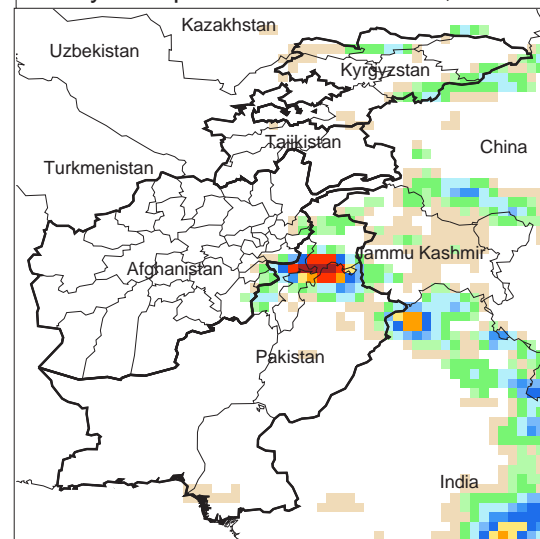 Kazakhstan
Uzbekistan
Kyrgyzstan
Tajikistan
China
Turkmenistan
Jammu Kashmir
Afghanistan
Pakistan
India